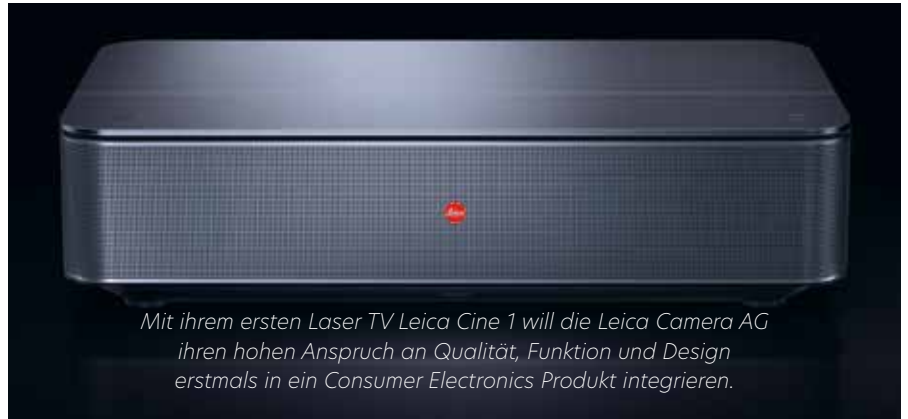 Leica
Mit ihrem ersten Laser TV Leica Cine 1 will die Leica Camera AG
ihren hohen Anspruch an Qualität, Funktion und Design
erstmals in ein Consumer Electronics Produkt integrieren.